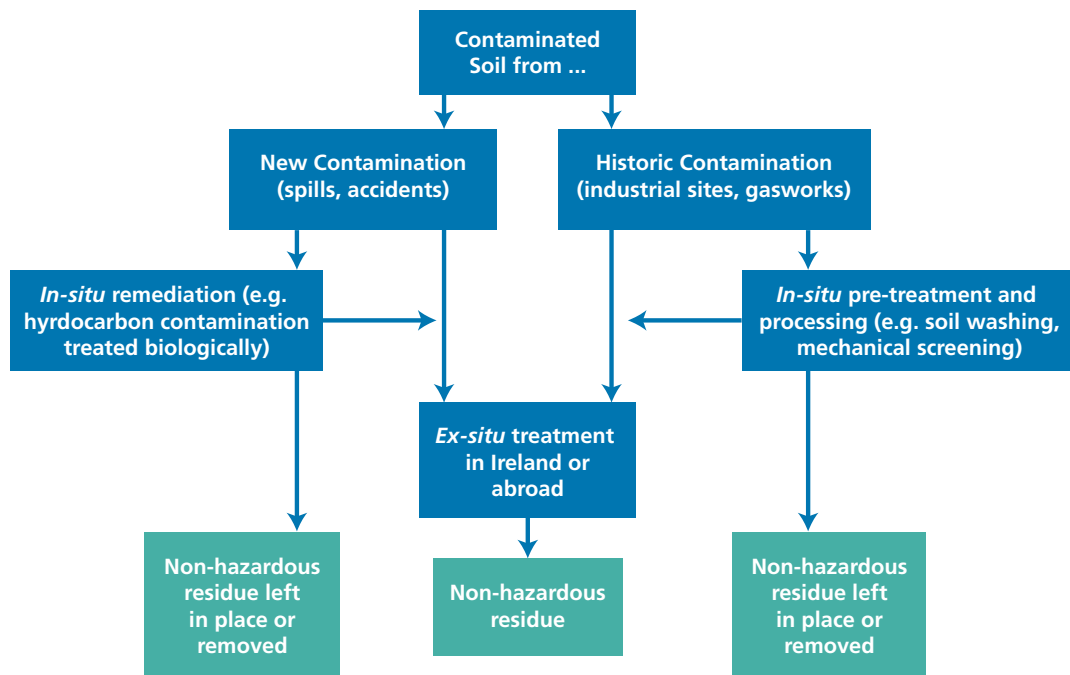 Contaminated
Soil from ...
New Contamination
(spills, accidents)
Historic Contamination
(industrial sites, gasworks)
In-situ remediation (e.g.
hyrdocarbon contamination
treated biologically)
In-situ pre-treatment and
processing (e.g. soil washing,
mechanical screening)
Ex-situ treatment
in Ireland or
abroad
Non-hazardous
residue left
in place or
removed
Non-hazardous
residue
Non-hazardous
residue left
in place or
removed